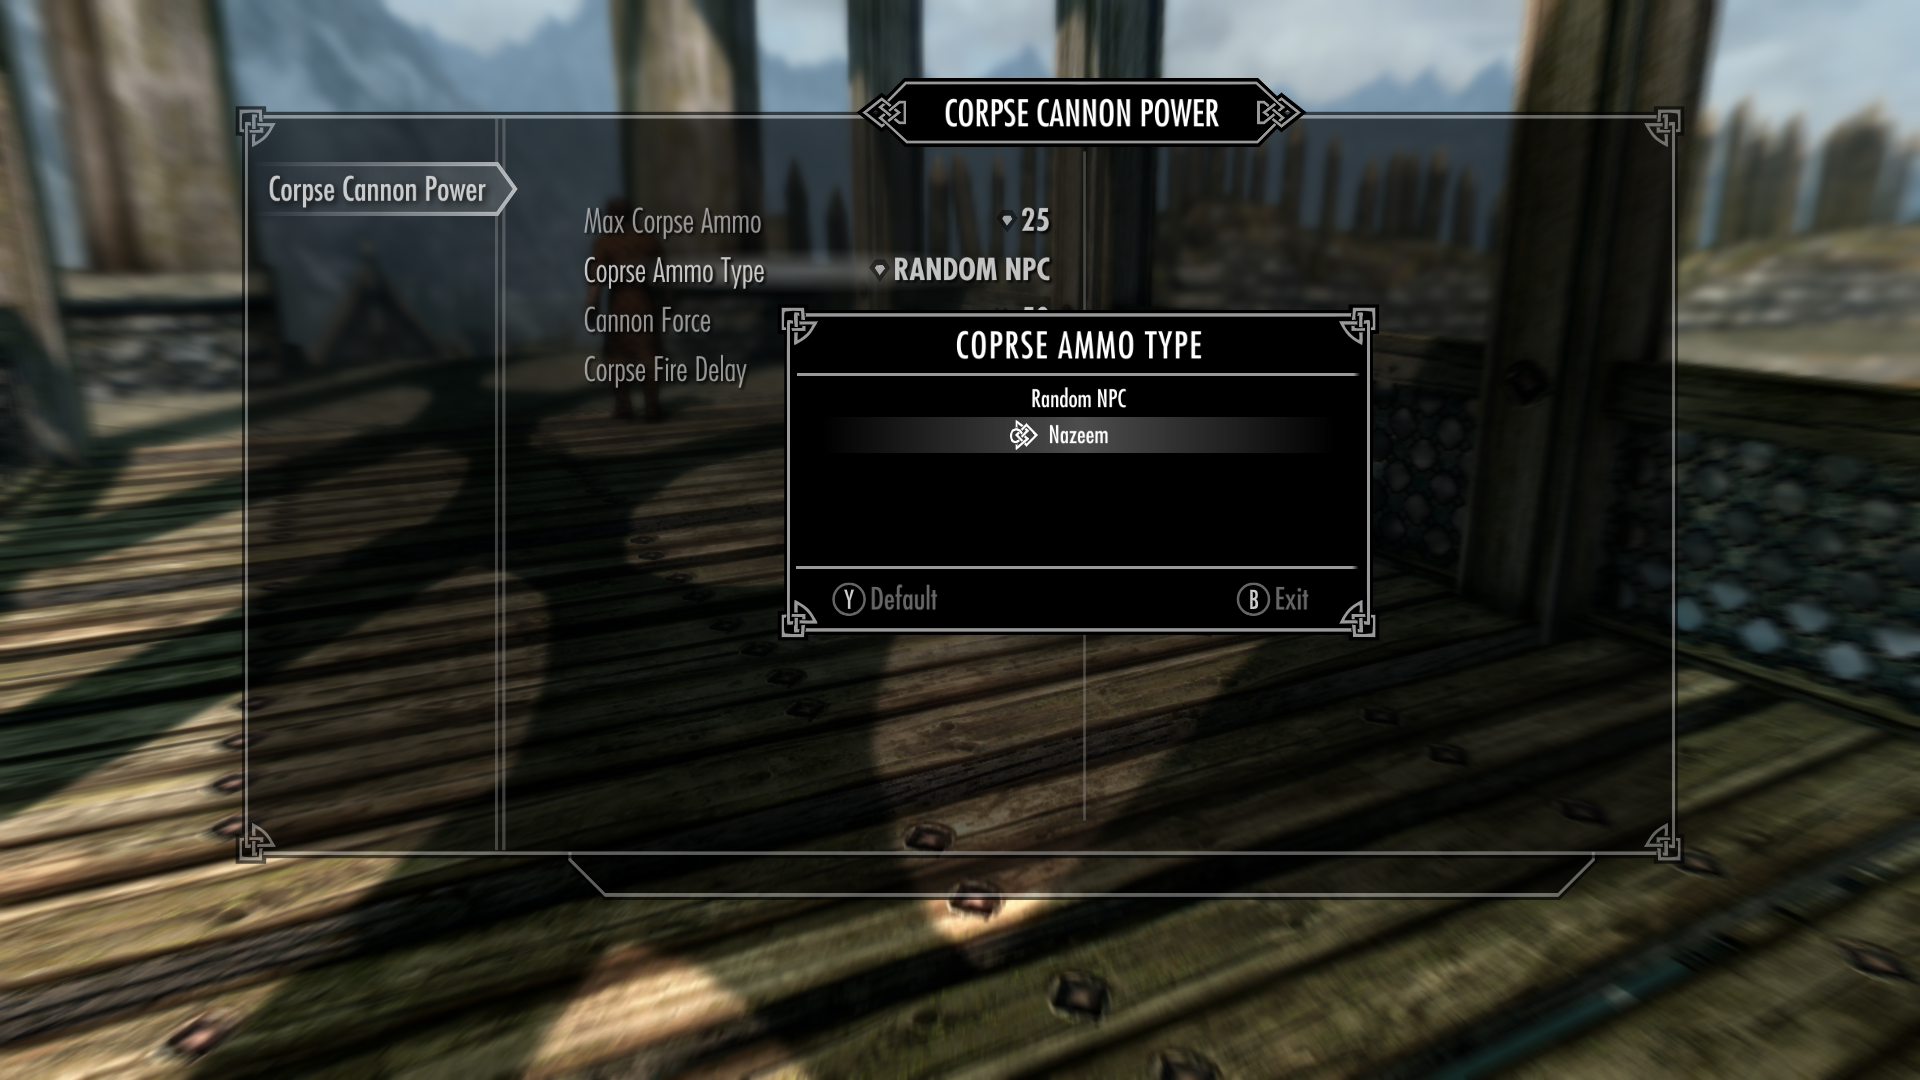 CORPSE CANNON POWER
Corpse Cannon Power
Max Corpse Ammo 25
Coprse Ammo Type RANDOM NPC
Cannon Force
Corpse Fire Delay
COPRSE AMMO TYPE
Random NPC
Nazeem
Y Default
B Exit